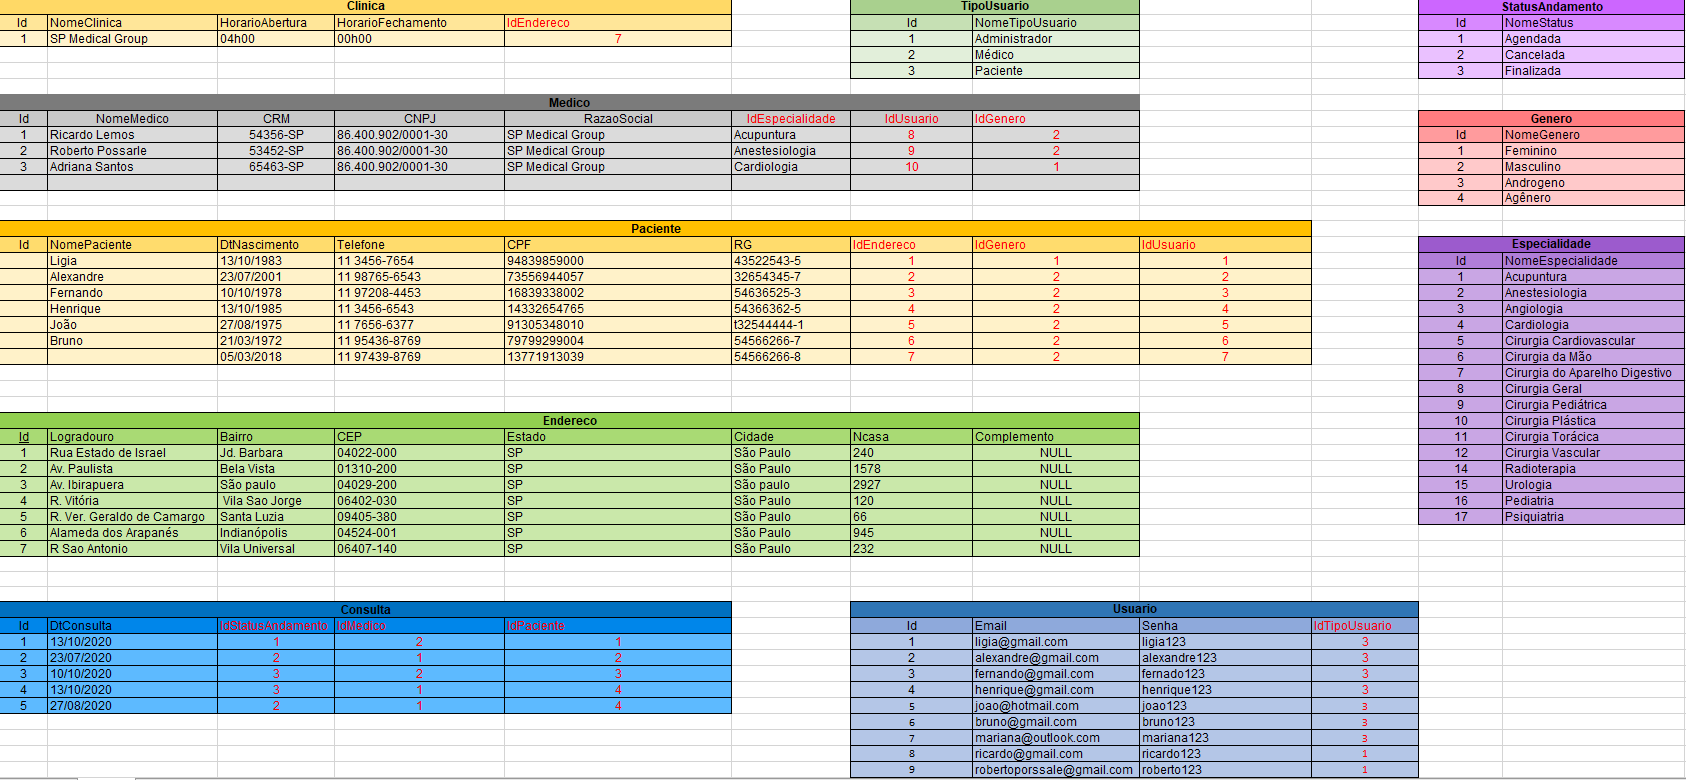 Clinica
Id NomeClinica HorarioAbertura HorarioFechamento IdEndereco
1 SP Medical Group 04h00 00h00 7
TipoUsuario
Id NomeTipoUsuario
1 Administrador
2 Médico
3 Paciente
StatusAndamento
Id NomeStatus
1 Agendada
2 Cancelada
3 Finalizada
Medico
Id NomeMedico CRM CNPJ RazaoSocial IdEspecialidade IdUsuario IdGenero
1 Ricardo Lemos 54356-SP 86.400.902/0001-30 SP Medical Group Acupuntura 8 2
2 Roberto Possarle 53452-SP 86.400.902/0001-30 SP Medical Group Anestesiologia 9 2
3 Adriana Santos 65463-SP 86.400.902/0001-30 SP Medical Group Cardiologia 10 1
Genero
Id NomeGenero
1 Feminino
2 Masculino
3 Androgeno
4 Agênero
Paciente
Id NomePaciente DtNascimento Telefone CPF RG IdEndereco IdGenero IdUsuario
Ligia 13/10/1983 11 3456-7654 94839859000 43522543-5 1 1 1
Alexandre 23/07/2001 11 98765-6543 73556944057 32654345-7 2 2 2
Fernando 10/10/1978 11 97208-4453 16839338002 54636525-3 3 2 3
Henrique 13/10/1985 11 3456-6543 14332654765 54366362-5 4 2 4
João 27/08/1975 11 7656-6377 91305348010 t32544444-1 5 2 5
Bruno 21/03/1972 11 95436-8769 79799299004 54566266-7 6 2 6
05/03/2018 11 97439-8769 13771913039 54566266-8 7 2 7
Especialidade
Id NomeEspecialidade
1 Acupuntura
2 Anestesiologia
3 Angiologia
4 Cardiologia
5 Cirurgia Cardiovascular
6 Cirurgia da Mão
7 Cirurgia do Aparelho Digestivo
8 Cirurgia Geral
9 Cirurgia Pediátrica
10 Cirurgia Plástica
11 Cirurgia Torácica
12 Cirurgia Vascular
14 Radioterapia
15 Urologia
16 Pediatria
17 Psiquiatria
Endereco
Id Logradouro Bairro CEP Estado Cidade Ncasa Complemento
1 Rua Estado de Israel Jd. Barbara 04022-000 SP São Paulo 240 NULL
2 Av. Paulista Bela Vista 01310-200 SP São Paulo 1578 NULL
3 Av. Ibirapuera São paulo 04029-200 SP São paulo 2927 NULL
4 R. Vitória Vila Sao Jorge 06402-030 SP São Paulo 120 NULL
5 R. Ver. Geraldo de Camargo Santa Luzia 09405-380 SP São Paulo 66 NULL
6 Alameda dos Arapanés Indianópolis 04524-001 SP São Paulo 945 NULL
7 R Sao Antonio Vila Universal 06407-140 SP São Paulo 232 NULL
Consulta
Id DtConsulta IdStatusAndamento IdMedico IdPaciente
1 13/10/2020 1 2 1
2 23/07/2020 2 1 2
3 10/10/2020 3 2 3
4 13/10/2020 3 1 4
5 27/08/2020 2 1 4
Usuario
Id Email Senha IdTipoUsuario
1 ligia@gmail.com ligia123 3
2 alexandre@gmail.com alexandre123 3
3 fernando@gmail.com fernado123 3
4 henrique@gmail.com henrique123 3
5 joao@hotmail.com joao123 3
6 bruno@gmail.com bruno123 3
7 mariana@outlook.com mariana123 3
8 ricardo@gmail.com ricardo123 1
9 robertoporssale@gmail.com roberto123 1